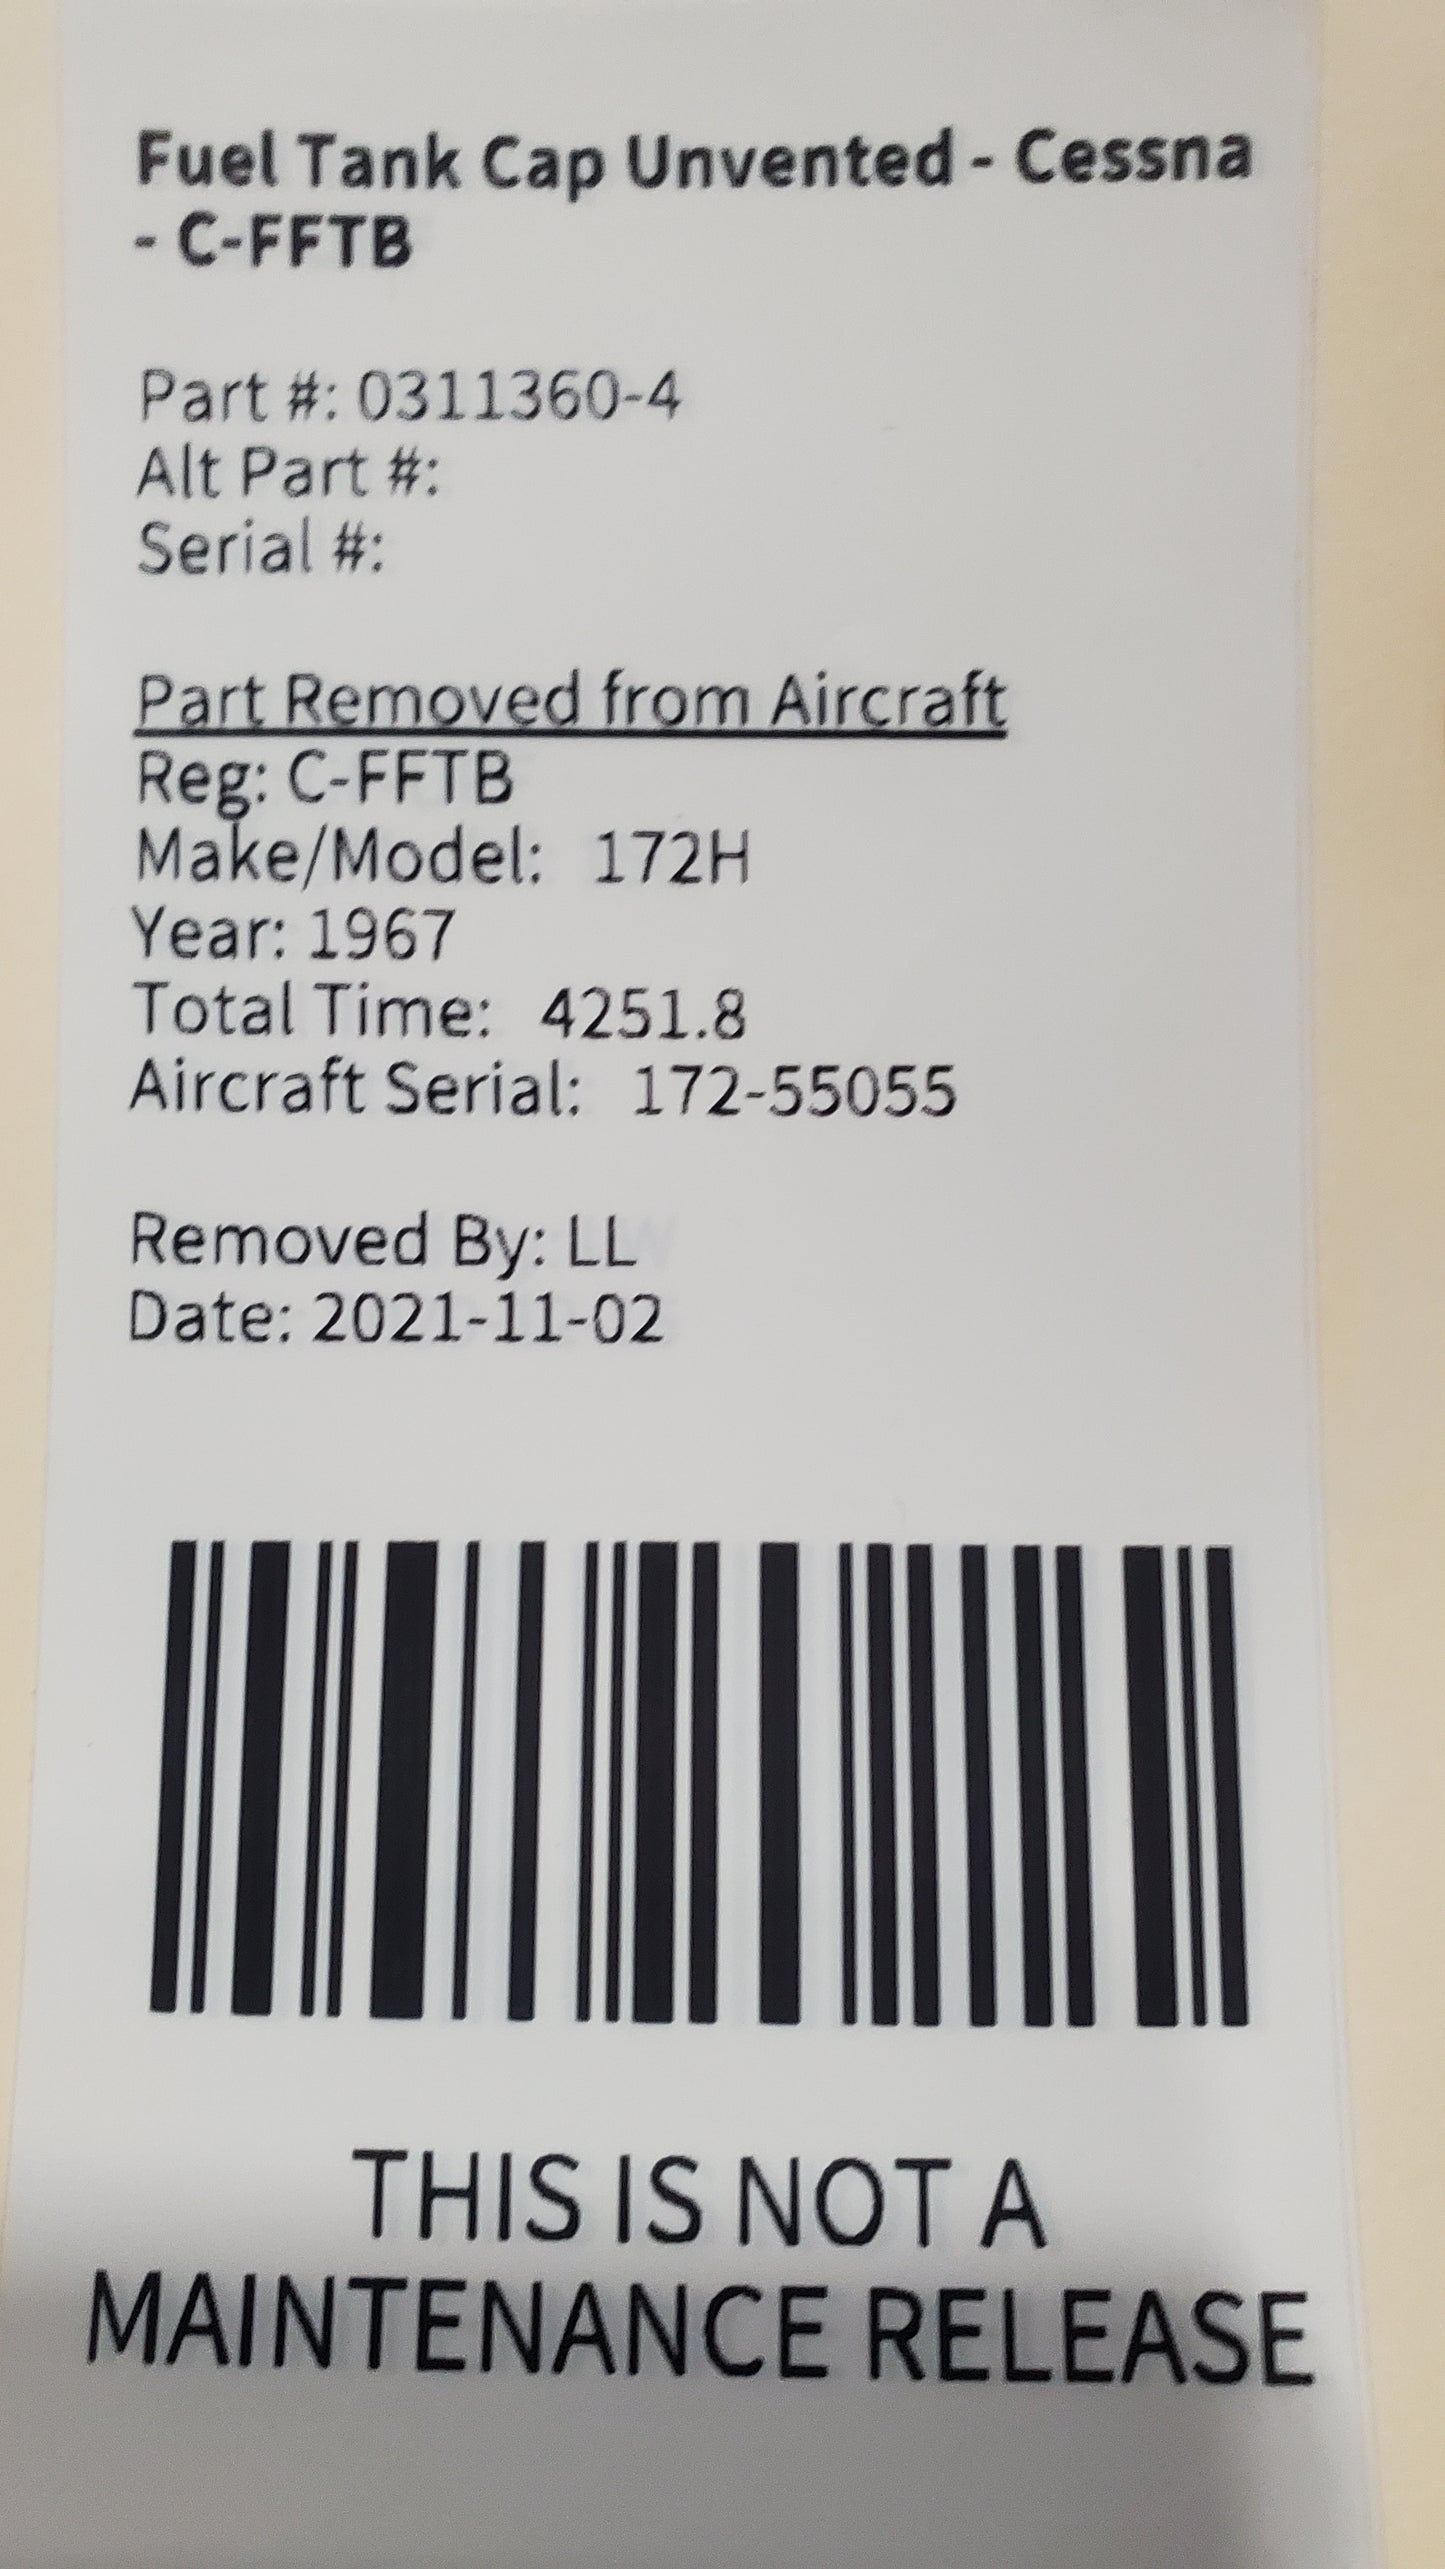 Fuel Tank Cap Unvented - Cessna
- C-FFTB
Part #: 0311360-4
Alt Part #:
Serial #:
Part Removed from Aircraft
Reg: C-FFTB
Make/Model: 172H
Year: 1967
Total Time: 4251.8
Aircraft Serial: 172-55055
Removed By: LL
Date: 2021-11-02
THIS IS NOT A
MAINTENANCE RELEASE